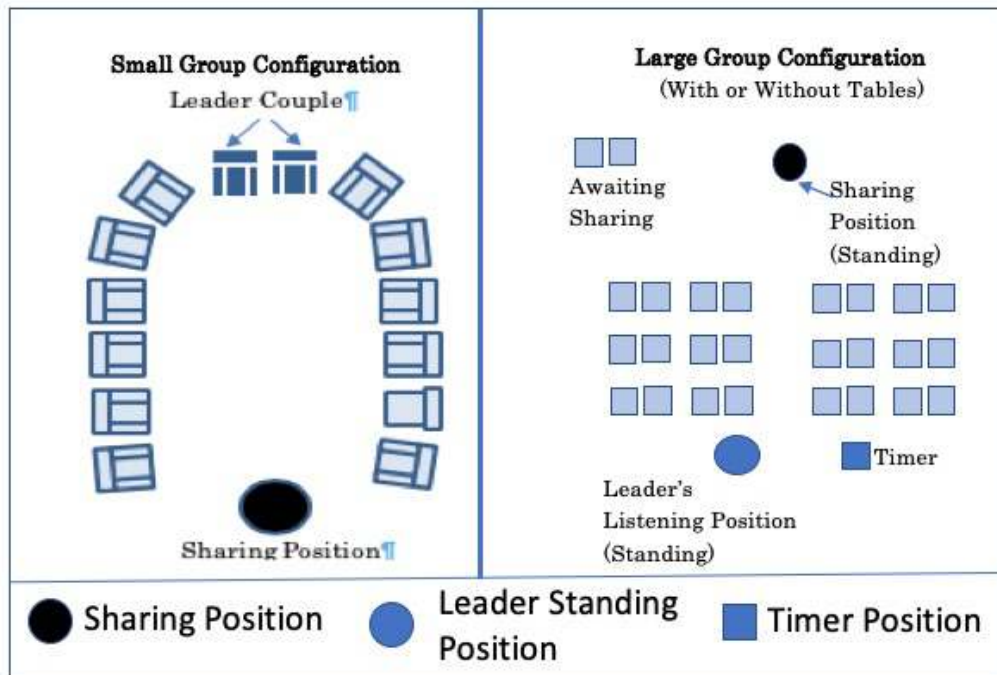 Small Group Configuration
Leader Couple¶
Sharing Position¶
Large Group Configuration
(With or Without Tables)
Awaiting
Sharing
Sharing
Position
(Standing)
Leader's
Listening Position
(Standing)
Timer
Sharing Position
Leader Standing
Position
Timer Position